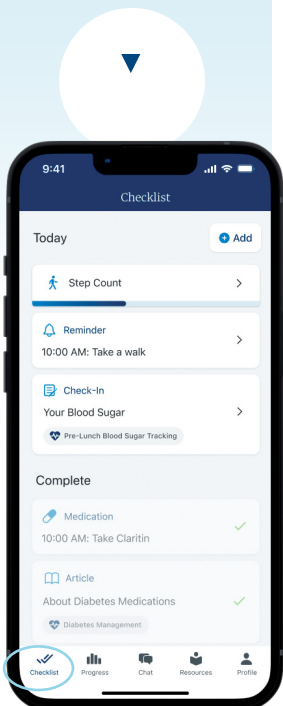 9:41
Checklist
Today
Add
Step Count
Reminder
10:00 AM: Take a walk
Check-In
Your Blood Sugar
Pre-Lunch Blood Sugar Tracking
Complete
Medication
10:00 AM: Take Claritin
Article
About Diabetes Medications
Diabetes Management
Checklist Progress Chat Resources Profile